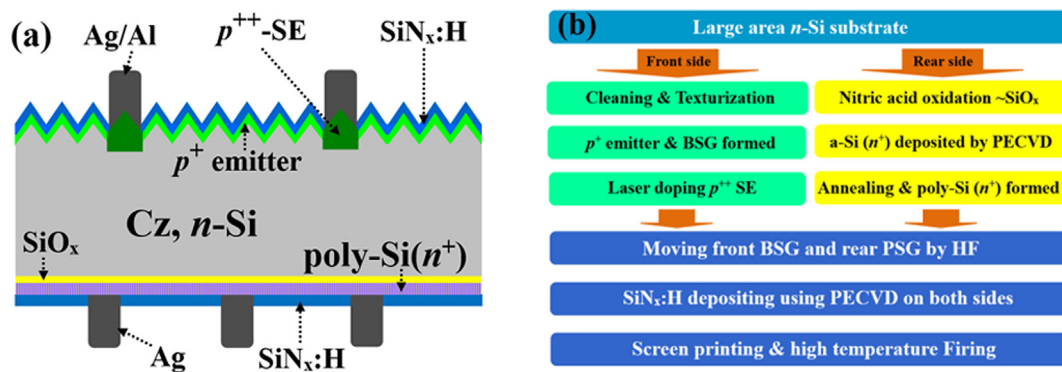 (a)
Ag/Al
p++-SE
SiNx:H
p+ emitter
Cz, n-Si
SiOx
poly-Si(n+)
Ag
SiNx:H
(b)
Large area n-Si substrate
Front side
Rear side
Cleaning & Texturization
Nitric acid oxidation ~SiOx
p+ emitter & BSG formed
a-Si (n+) deposited by PECVD
Laser doping p++ SE
Annealing & poly-Si (n+) formed
Moving front BSG and rear PSG by HF
SiNx:H depositing using PECVD on both sides
Screen printing & high temperature Firing